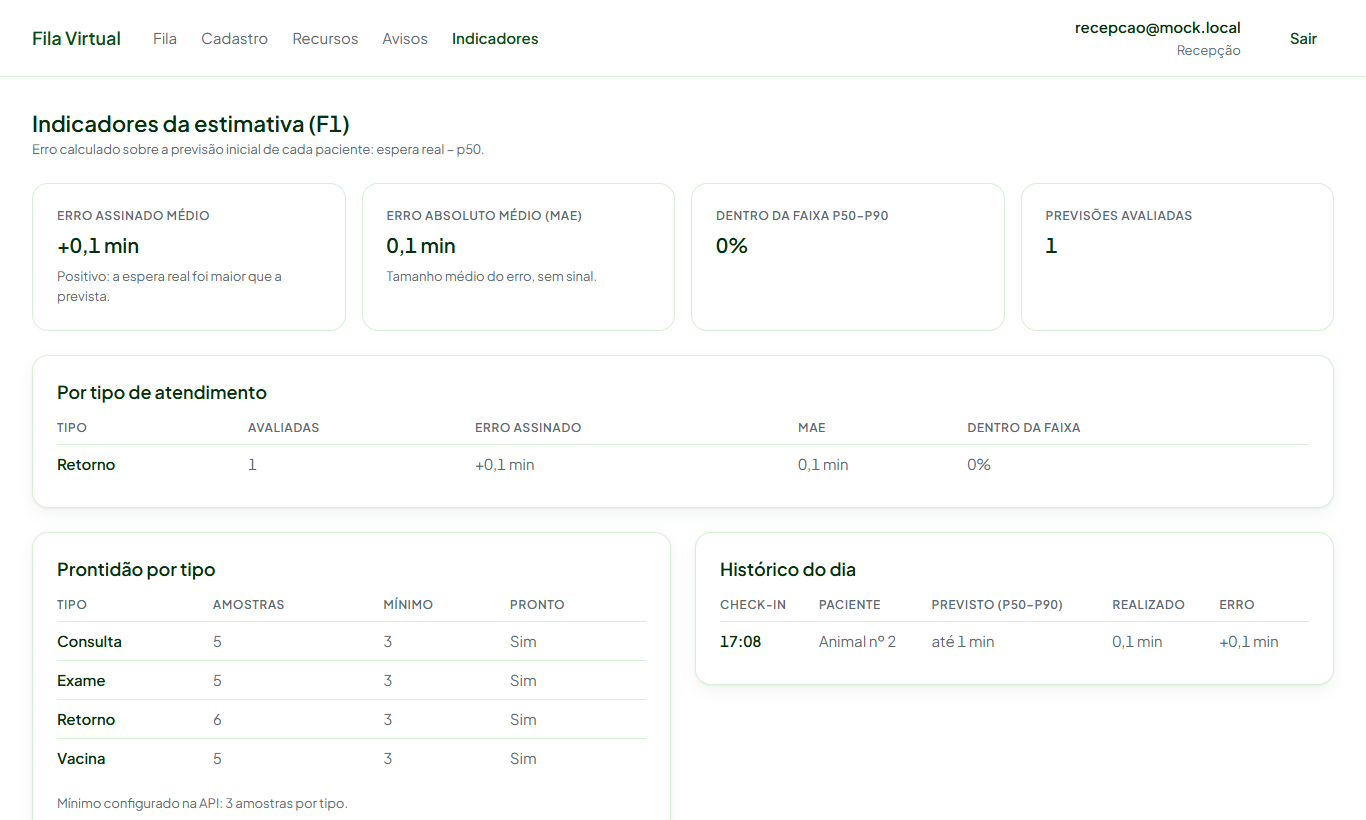 Fila Virtual Fila Cadastro Recursos Avisos Indicadores
recepcao@mock.local
Recepção
Sair
Indicadores da estimativa (F1)
Erro calculado sobre a previsão inicial de cada paciente: espera real – p50.
ERRO ASSINADO MÉDIO
+0,1 min
Positivo: a espera real foi maior que a
prevista.
ERRO ABSOLUTO MÉDIO (MAE)
0,1 min
Tamanho médio do erro, sem sinal.
DENTRO DA FAIXA P50–P90
0%
PREVISÕES AVALIADAS
1
Por tipo de atendimento
TIPO AVALIADAS ERRO ASSINADO MAE DENTRO DA FAIXA
Retorno 1 +0,1 min 0,1 min 0%
Prontidão por tipo
TIPO AMOSTRAS MÍNIMO PRONTO
Consulta 5 3 Sim
Exame 5 3 Sim
Retorno 6 3 Sim
Vacina 5 3 Sim
Mínimo configurado na API: 3 amostras por tipo.
Histórico do dia
CHECK-IN PACIENTE PREVISTO (P50–P90) REALIZADO ERRO
17:08 Animal nº 2 até 1 min 0,1 min +0,1 min